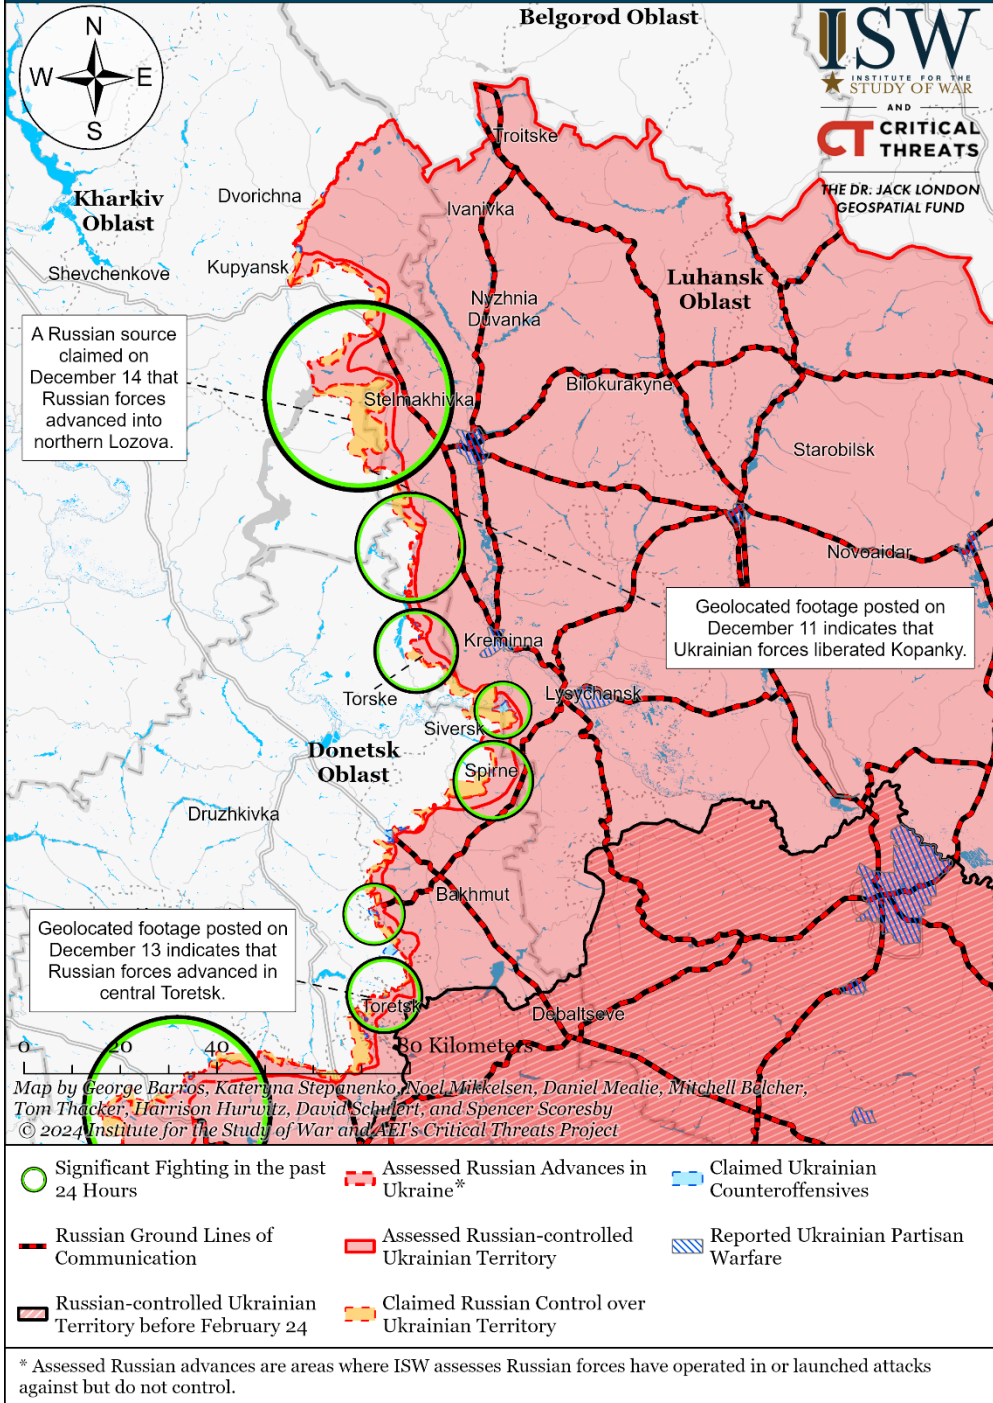 Belgorod Oblast
ISW
INSTITUTE FOR THE
STUDY OF WAR
AND
CT CRITICAL
THREATS
THE DR. JACK LONDON
GEOSPATIAL FUND
N
W
E
S
Troitske
Kharkiv
Oblast
Dvorichna
Ivanivka
Shevchenkove
Kupyansk
Luhansk
Oblast
Nyzhnia
Duvanka
A Russian source
claimed on
December 14 that
Russian forces
advanced into
northern Lozova.
Stelmakhivka
Bilokurakyne
Starobilsk
Novoaidar
Geolocated footage posted on
December 11 indicates that
Ukrainian forces liberated Kopanky.
Kreminna
Torske
Lysychansk
Siversk
Donetsk
Oblast
Spirne
Druzhkivka
Bakhmut
Geolocated footage posted on
December 13 indicates that
Russian forces advanced in
central Toretsk.
Toretsk
Debaltseve
0 20 40 80 Kilometers
Map by George Barros, Kateryna Stepanenko, Noel Mikkelsen, Daniel Mealie, Mitchell Belcher,
Tom Thacker, Harrison Hurwitz, David Schulert, and Spencer Scoresby
© 2024 Institute for the Study of War and AEI's Critical Threats Project
Significant Fighting in the past
24 Hours
Russian Ground Lines of
Communication
Russian-controlled Ukrainian
Territory before February 24
Assessed Russian Advances in
Ukraine*
Assessed Russian-controlled
Ukrainian Territory
Claimed Russian Control over
Ukrainian Territory
Claimed Ukrainian
Counteroffensives
Reported Ukrainian Partisan
Warfare
* Assessed Russian advances are areas where ISW assesses Russian forces have operated in or launched attacks
against but do not control.